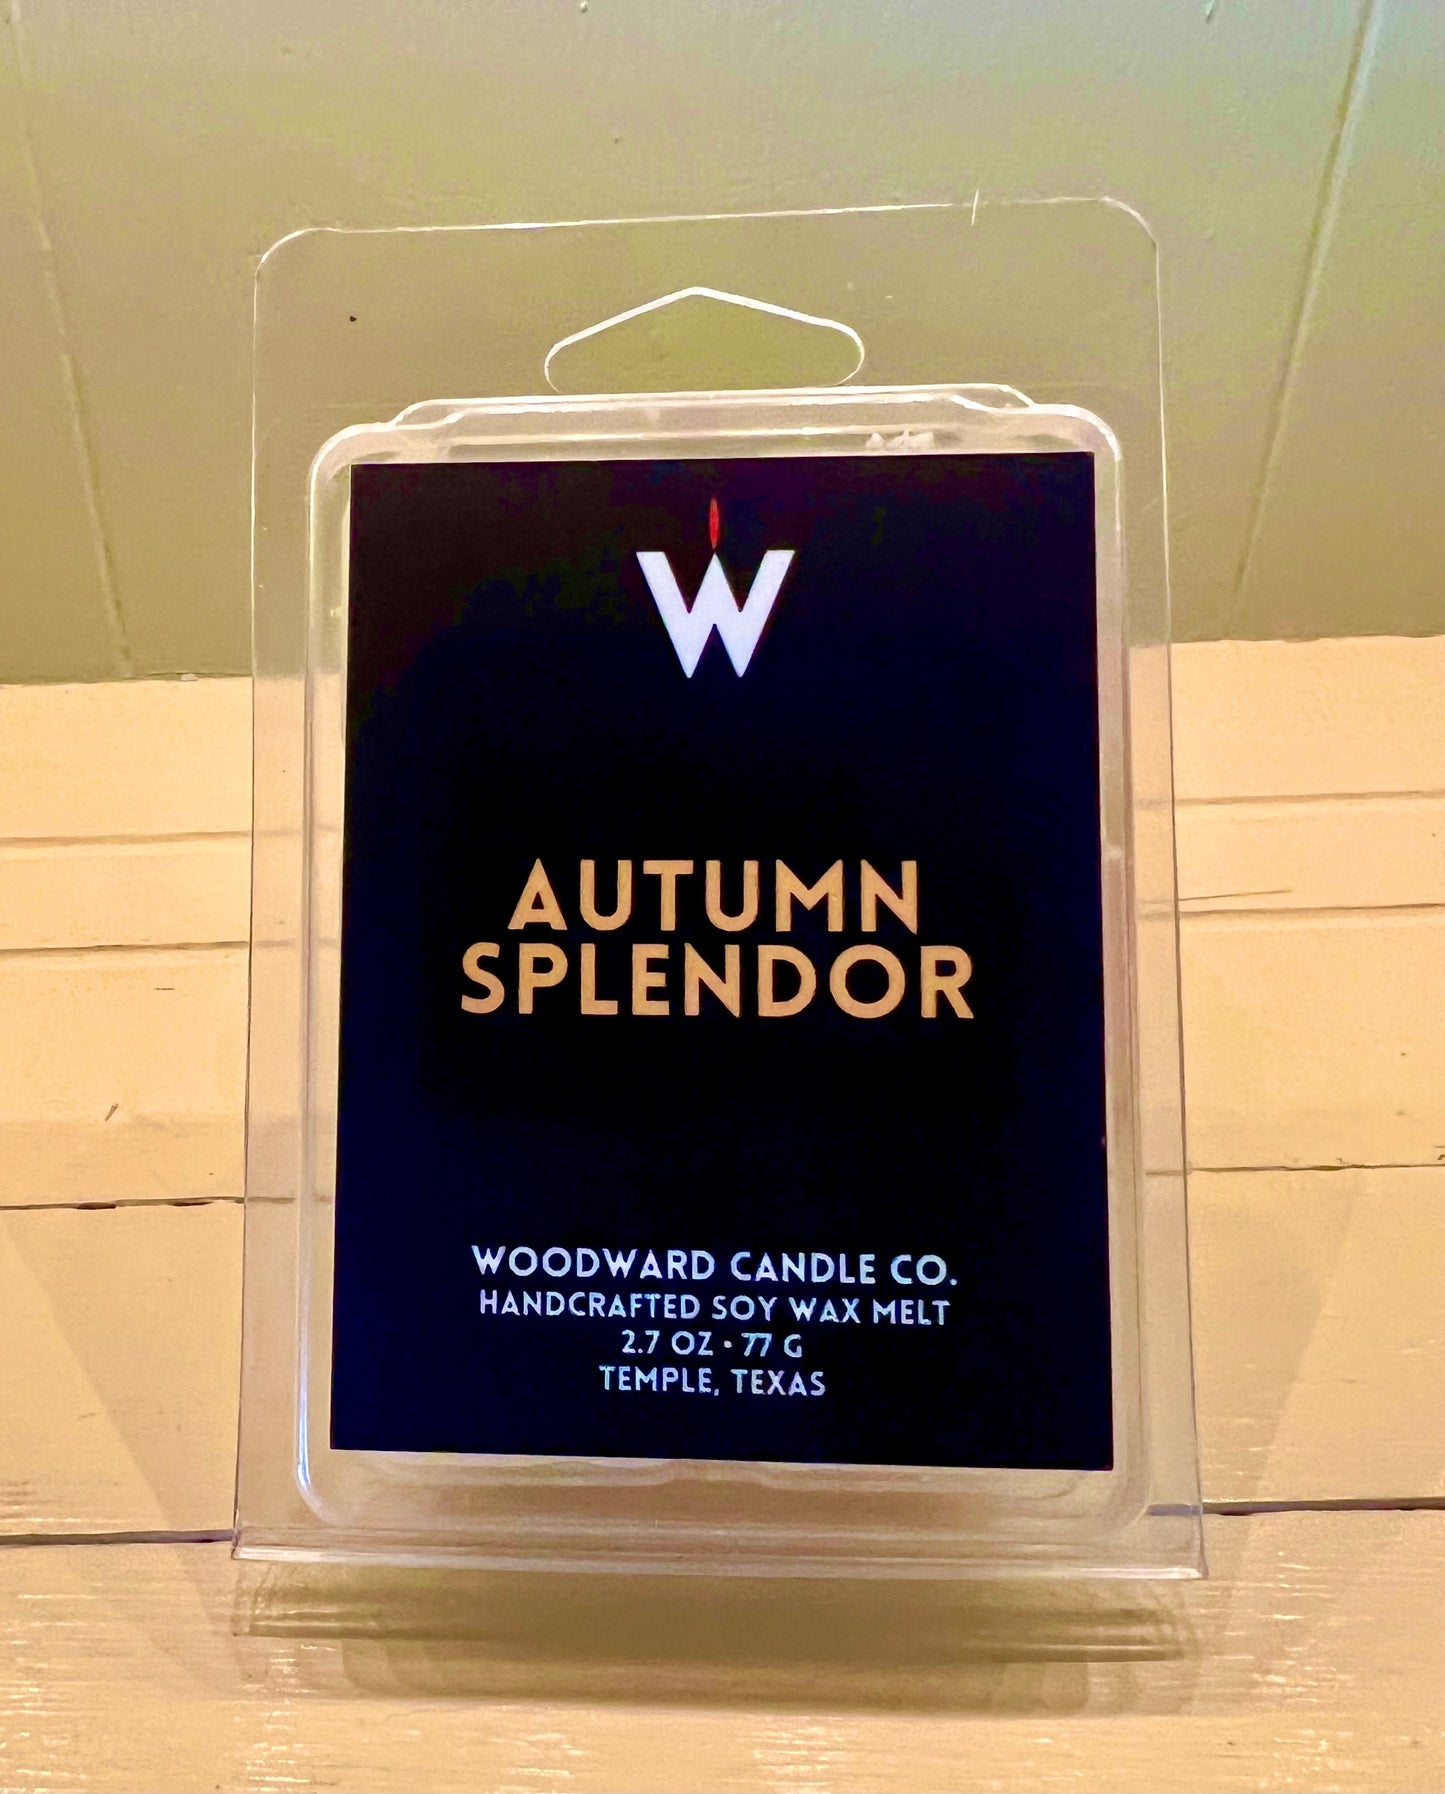 W
AUTUMN
SPLENDOR
WOODWARD CANDLE CO.
HANDCRAFTED SOY WAX MELT
2.7 OZ • 77 G
TEMPLE, TEXAS